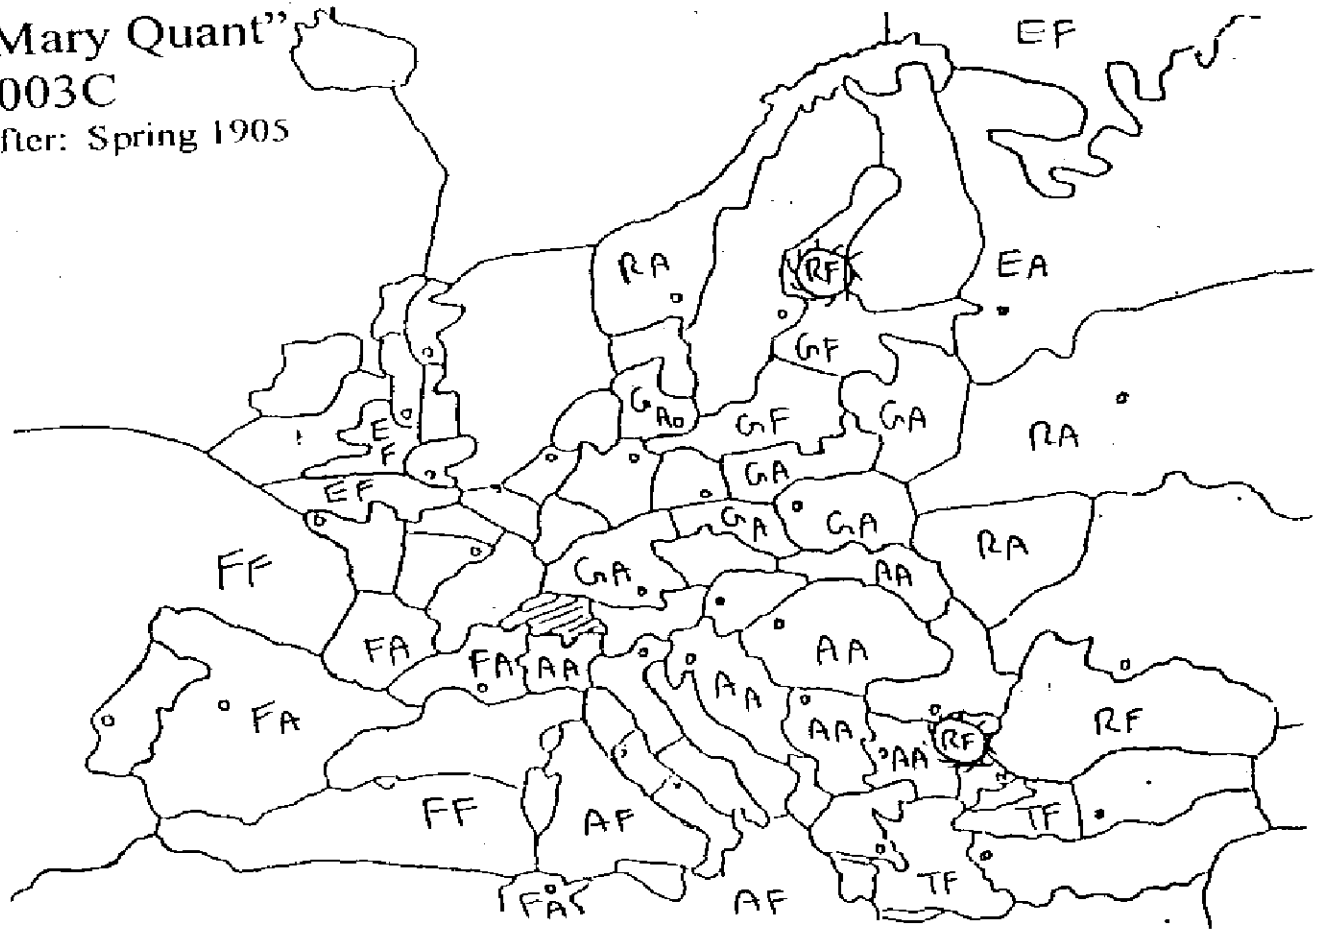 Mary Quant”
003C
fter: Spring 1905
EF
RA
RF
EA
GF
GA
GF
GA
RA
E
F
GA
EF
GA
GA
RA
FF
GA
AA
FA
FA
AA
AA
AA
FA
AA
AA
RF
RF
FF
AF
TF
FA
AF
TF